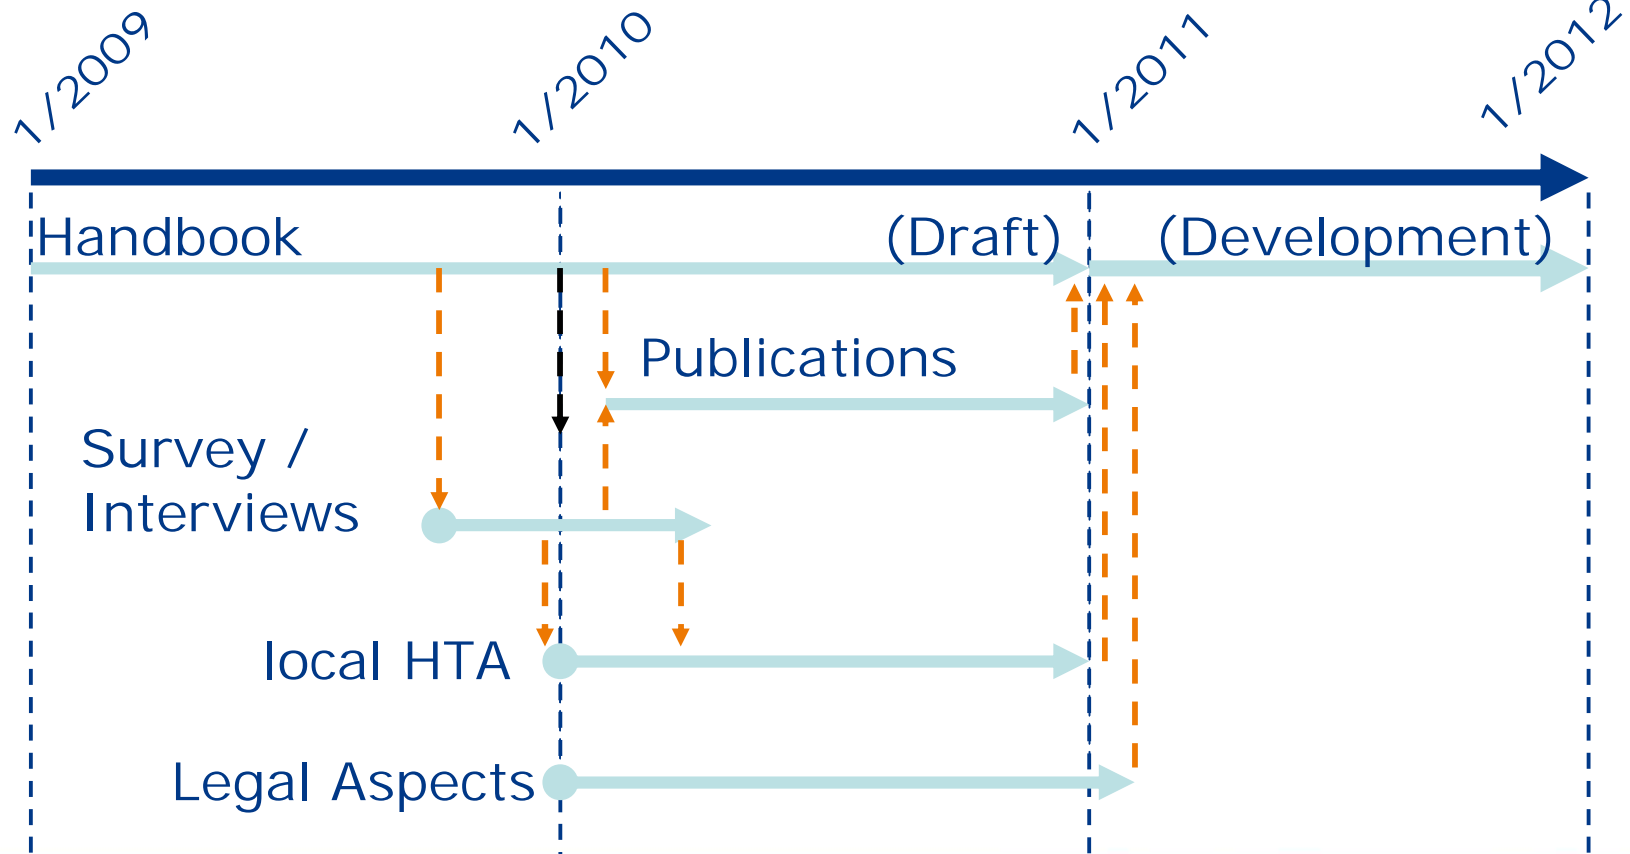 1/2009
1/2010
1/2011
1/2012
Handbook
(Draft)
(Development)
Publications
Survey /
Interviews
local HTA
Legal Aspects